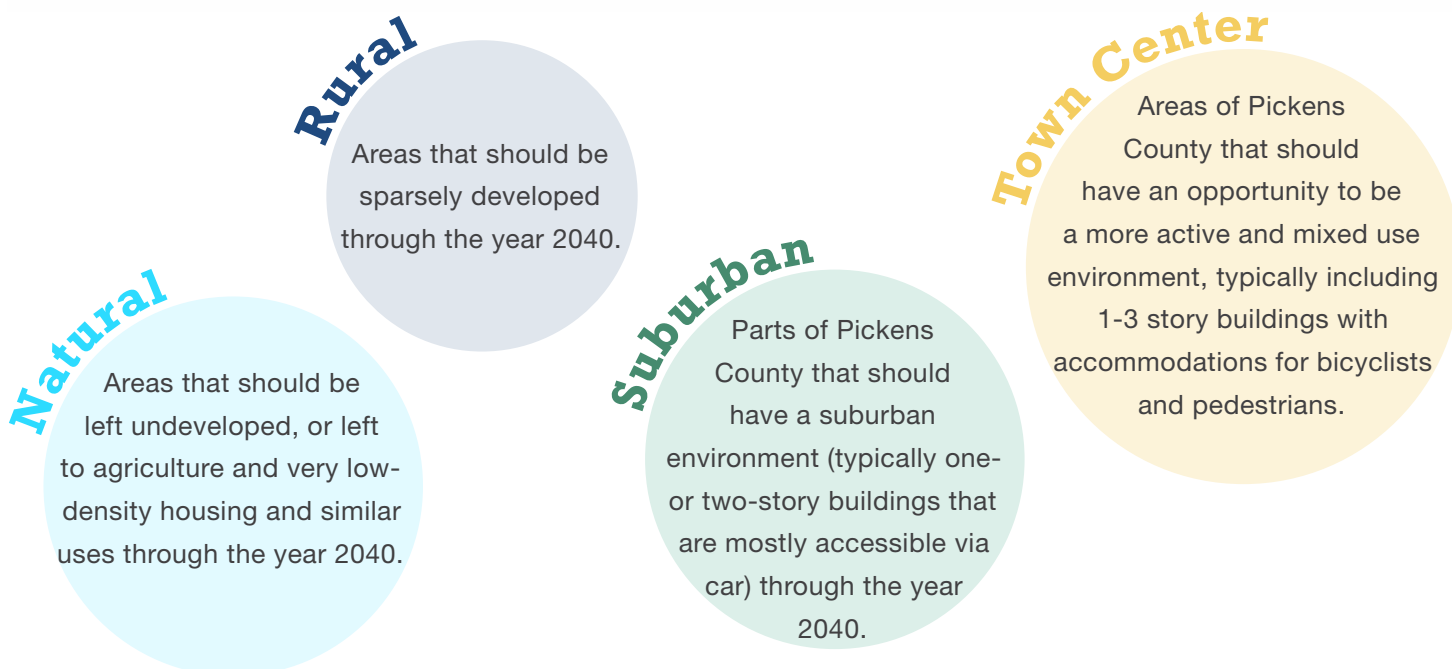 Natural
Areas that should be
left undeveloped, or left
to agriculture and very low-
density housing and similar
uses through the year 2040.
Rural
Areas that should be
sparsely developed
through the year 2040.
Suburban
Parts of Pickens
County that should
have a suburban
environment (typically one-
or two-story buildings that
are mostly accessible via
car) through the year
2040.
Town Center
Areas of Pickens
County that should
have an opportunity to be
a more active and mixed use
environment, typically including
1-3 story buildings with
accommodations for bicyclists
and pedestrians.